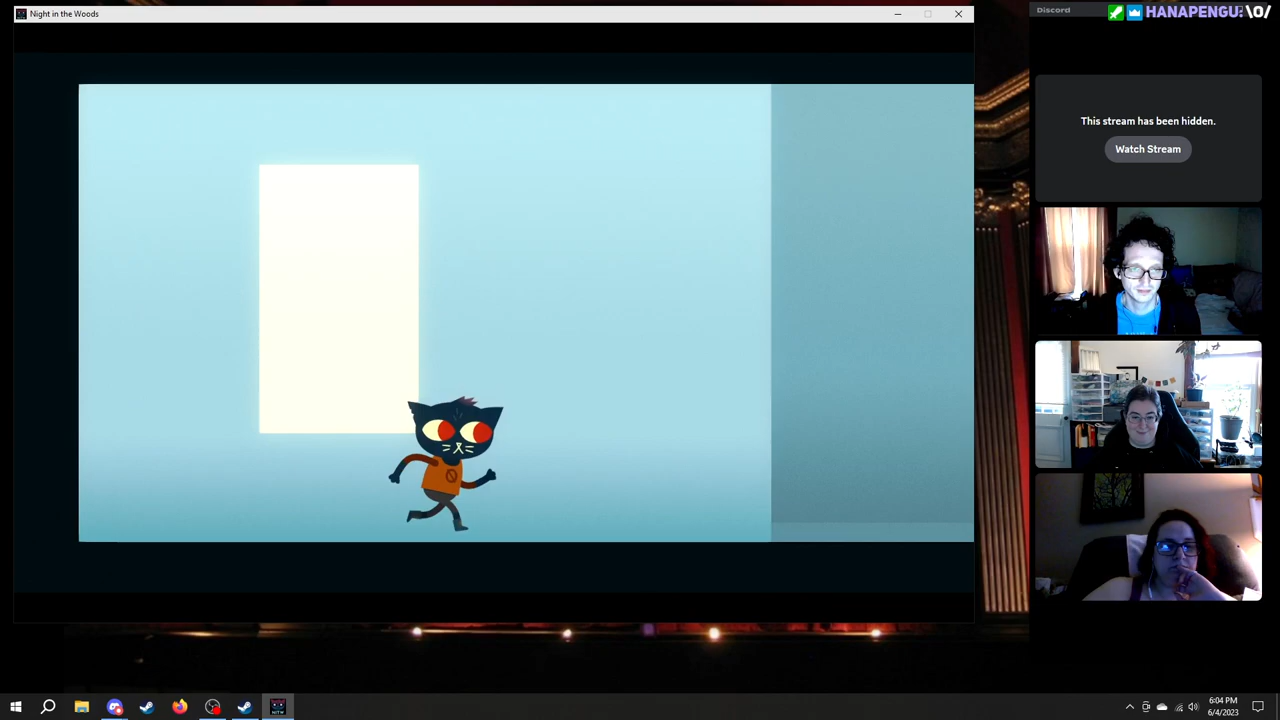 Night in the Woods
Discord
HANAPENGU! \O/
This stream has been hidden.
Watch Stream
6:04 PM
6/4/2023